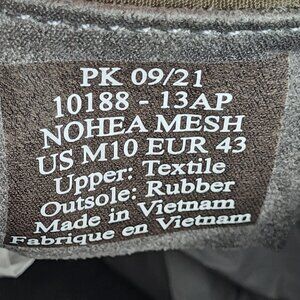 PK 09/21
10188 - 13AP
NOHEA MESH
US M10 EUR 43
Upper: Textile
Outsole: Rubber
Made in Vietnam
Fabrique en Vietnam